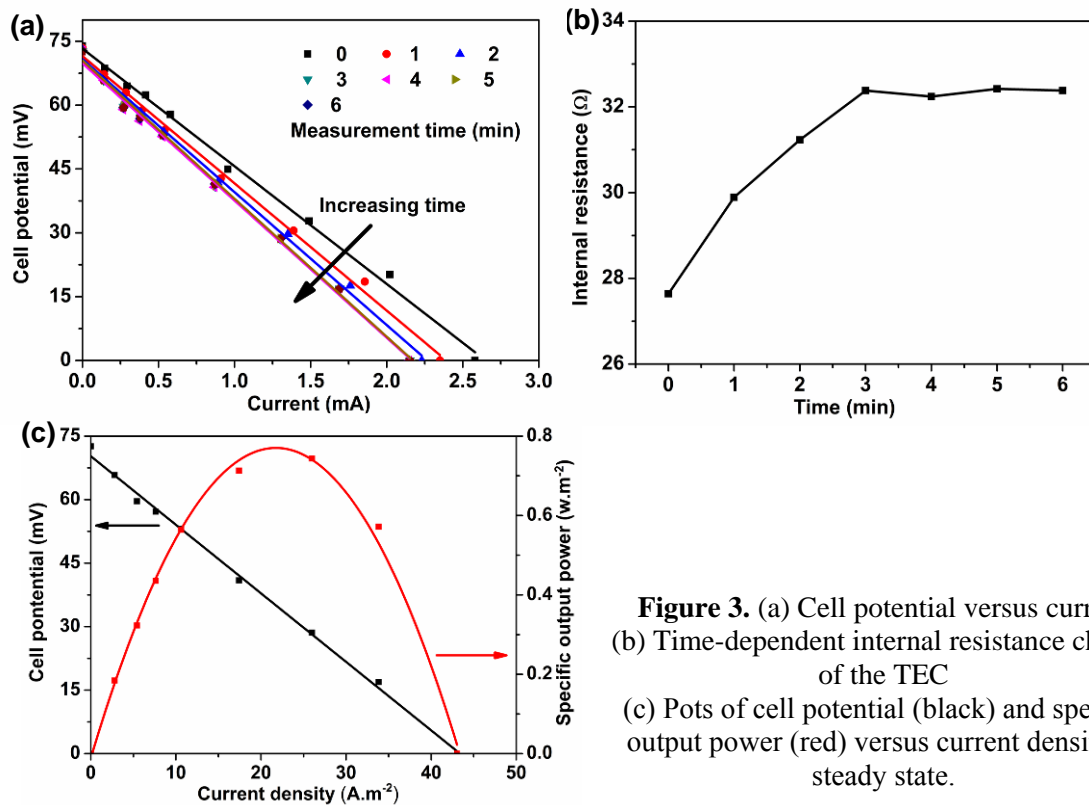 (a)
75
60
45
30
15
0
Cell potential (mV)
0 1 2
3 4 5
6
Measurement time (min)
Increasing time
0.0 0.5 1.0 1.5 2.0 2.5 3.0
Current (mA)
(b)
34
32
30
28
26
Internal resistance (Ω)
0 1 2 3 4 5 6
Time (min)
(c)
75
60
45
30
15
0
Cell pontential (mV)
0.8
0.6
0.4
0.2
0.0
Specific output power (w.m-2)
0 10 20 30 40 50
Current density (A.m-2)
Figure 3. (a) Cell potential versus
(b) Time-dependent internal resistance
of the TEC
(c) Pots of cell potential (black) and
output power (red) versus current
steady state.